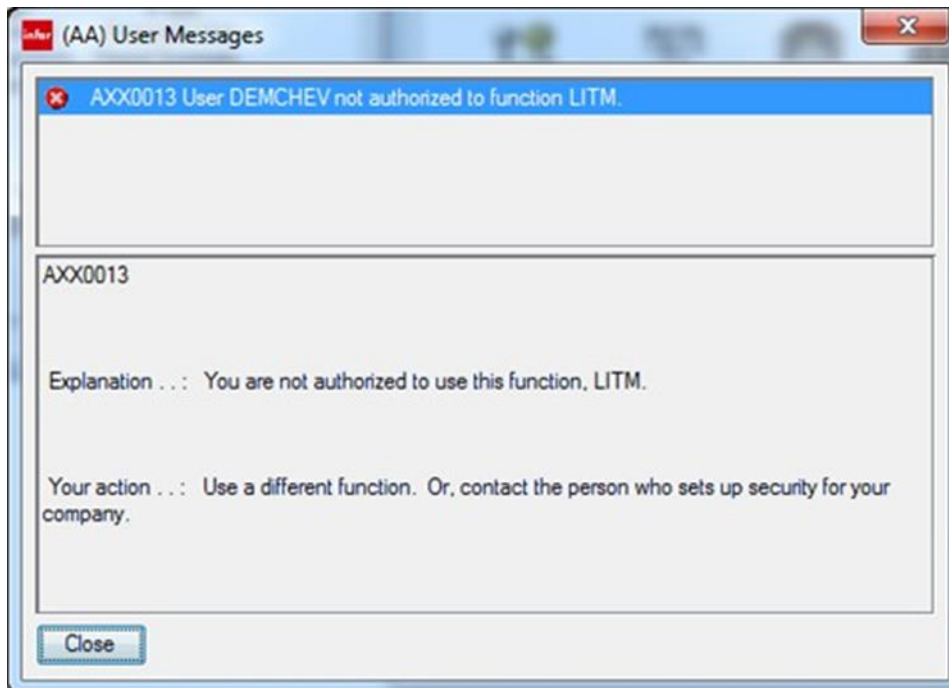 infor (AA) User Messages
AXX0013 User DEMCHEV not authorized to function LITM.
AXX0013
Explanation . . : You are not authorized to use this function, LITM.
Your action . . : Use a different function. Or, contact the person who sets up security for your
company.
Close